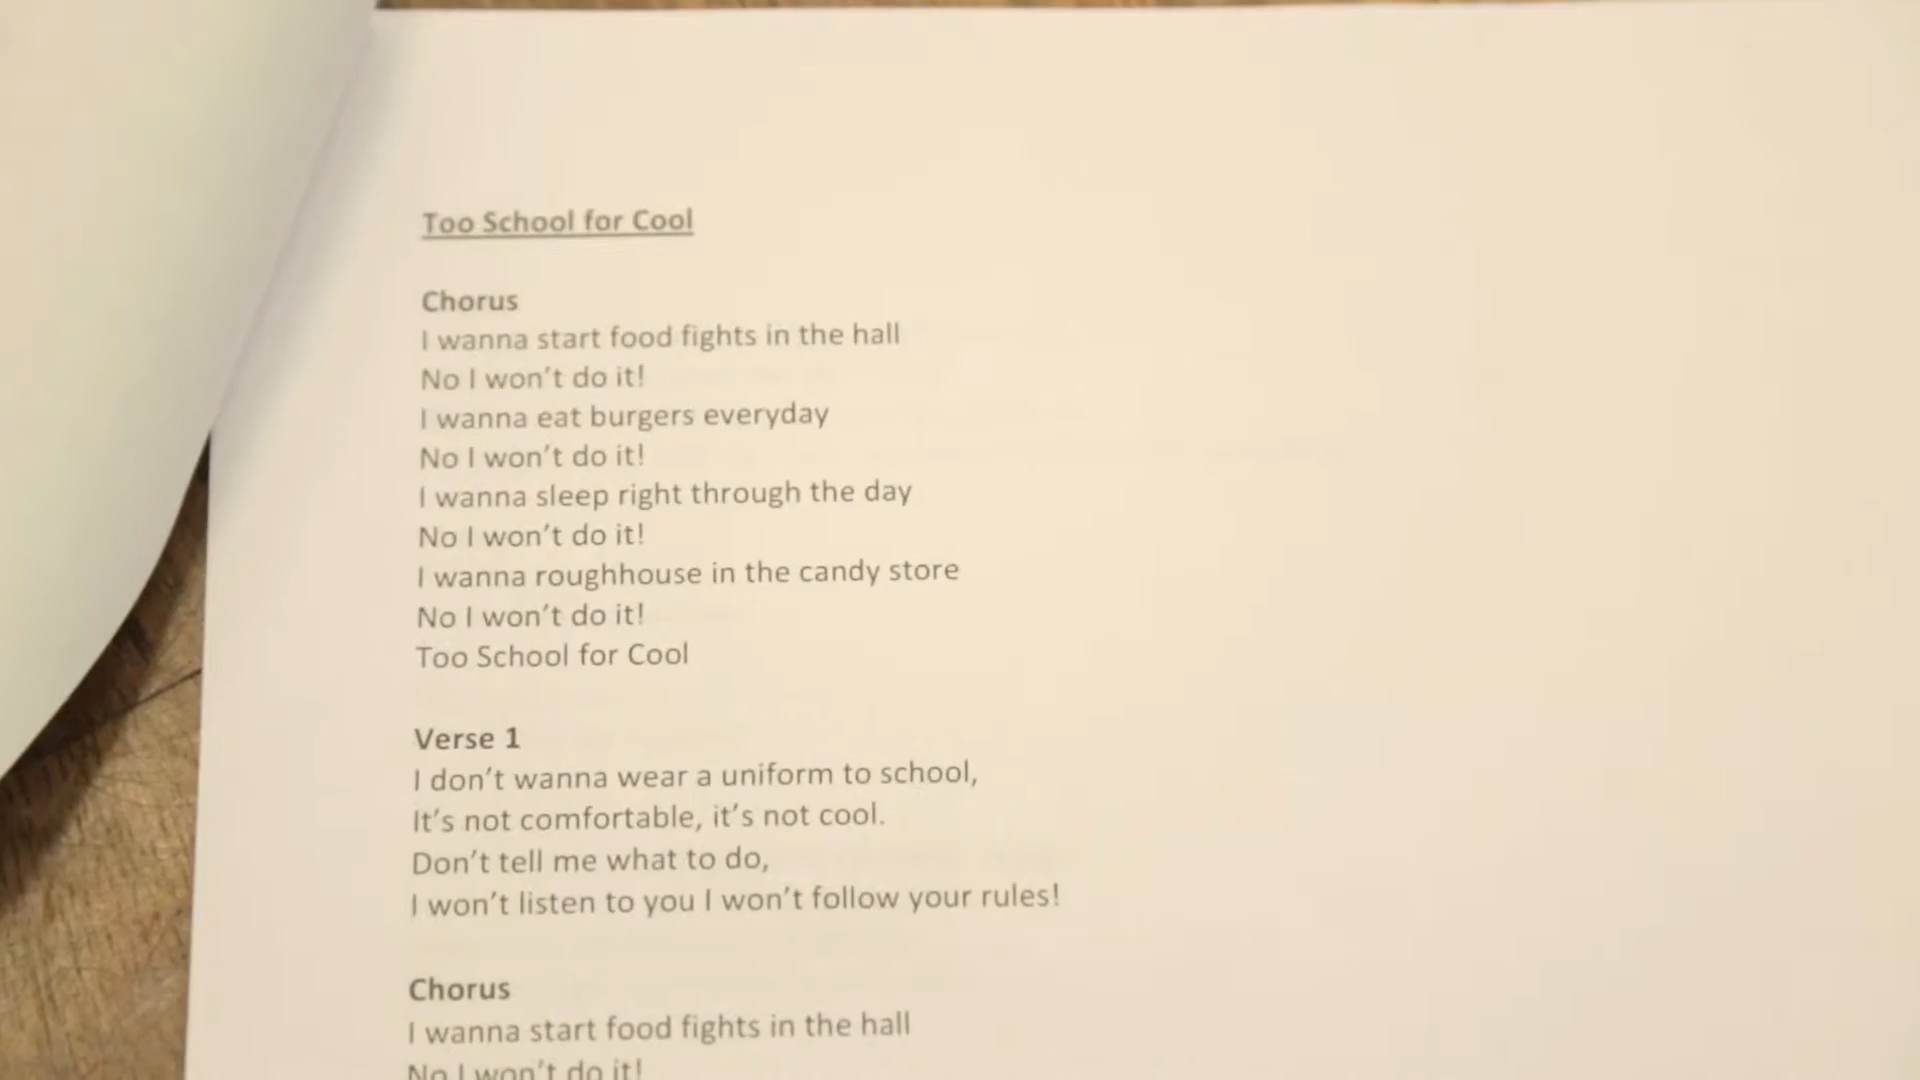 Too School for Cool
Chorus
I wanna start food fights in the hall
No I won't do it!
I wanna eat burgers everyday
No I won't do it!
I wanna sleep right through the day
No I won't do it!
I wanna roughhouse in the candy store
No I won't do it!
Too School for Cool
Verse 1
I don't wanna wear a uniform to school,
It's not comfortable, it's not cool.
Don't tell me what to do,
I won't listen to you I won't follow your rules!
Chorus
I wanna start food fights in the hall
No I won't do it!